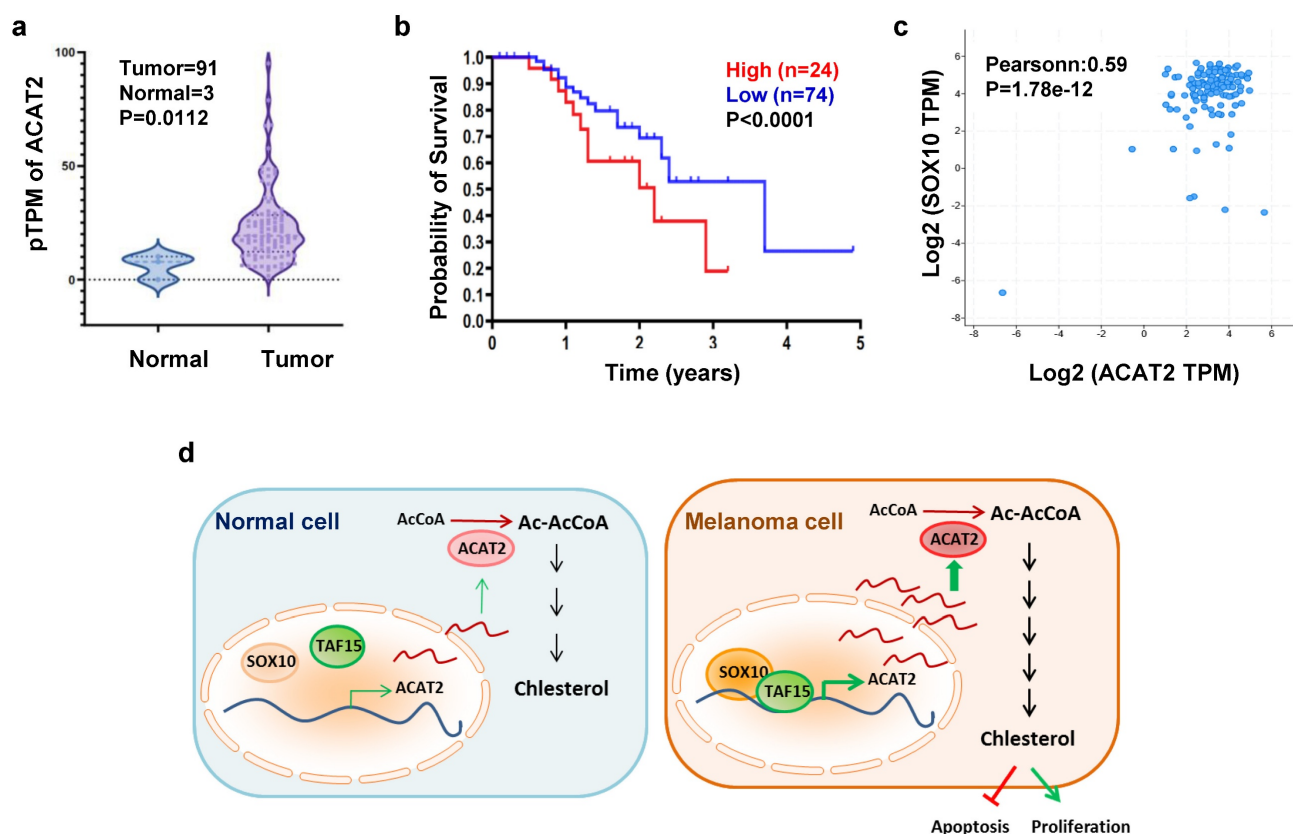 a
pTPM of ACAT2
100
50
0
Tumor=91
Normal=3
P=0.0112
Normal Tumor
b
Probability of Survival
1.0
0.9
0.8
0.7
0.6
0.5
0.4
0.3
0.2
0.1
0.0
High (n=24)
Low (n=74)
P<0.0001
0 1 2 3 4 5
Time (years)
c
Log2 (SOX10 TPM)
6
4
2
0
-2
-4
-6
-8
Pearsonn:0.59
P=1.78e-12
-8 -6 -4 -2 0 2 4 6
Log2 (ACAT2 TPM)
d
Normal cell
AcCoA Ac-AcCoA
ACAT2
TAF15
SOX10
ACAT2
Chlesterol
Melanoma cell
AcCoA Ac-AcCoA
ACAT2
SOX10
TAF15
ACAT2
Chlesterol
Apoptosis Proliferation